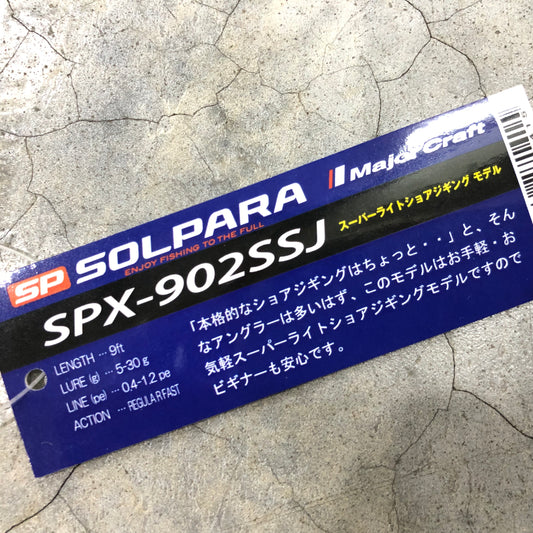 SP SOLPARA
ENJOY FISHING TO THE FULL
Major Craft
SPX-902SSJ
スーパーライトショアジギング モデル
LENGTH … 9ft
LURE (g) … 5-30 g
LINE (pe) … 0.4-1.2 pe
ACTION … REGULAR FAST
「本格的なショアジギングはちょっと・・」と、そん
なアングラーは多いはず、このモデルはお手軽・お
気軽スーパーライトショアジギングモデルですので
ビギナーも安心です。